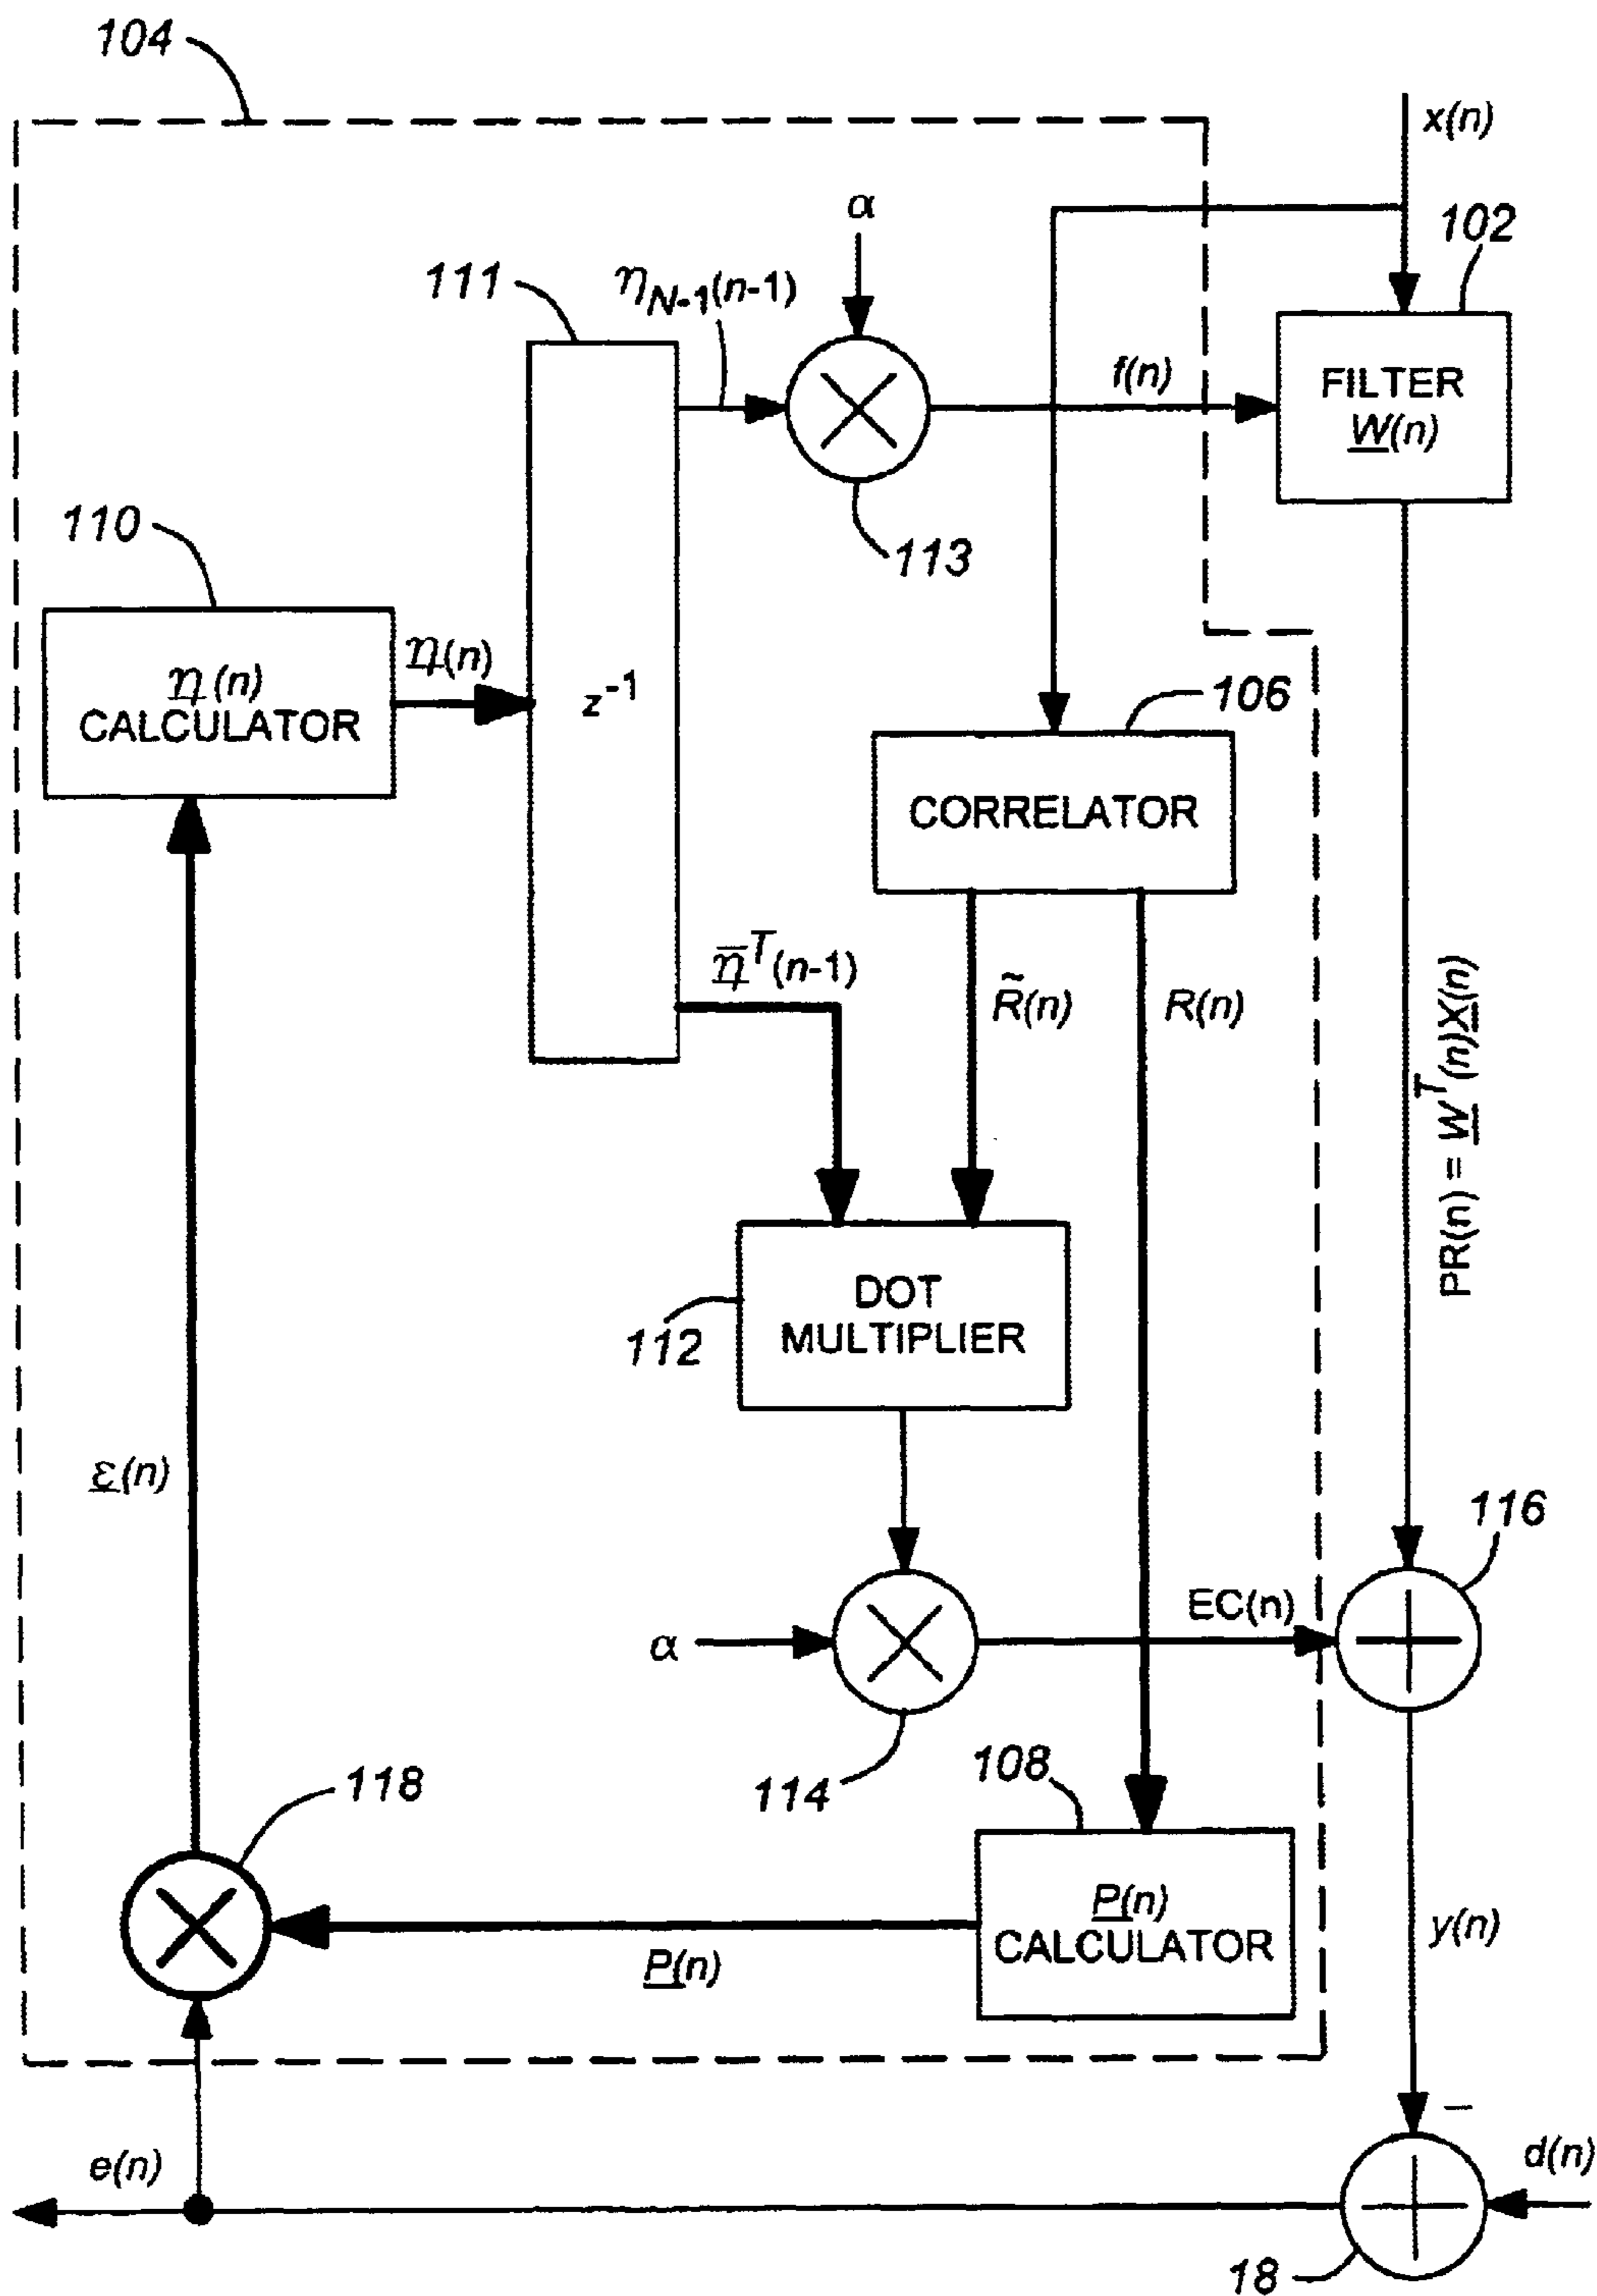 104
x(n)
α
102
111
η_{N-1}(n-1)
f(n)
FILTER
W(n)
110
113
η(n)
η(n)
CALCULATOR
z⁻¹
106
CORRELATOR
η̄ᵀ(n-1)
R̃(n)
R(n)
PR(n) = Wᵀ(n)X(n)
DOT
MULTIPLIER
112
ε(n)
116
EC(n)
α
114
108
118
P(n)
CALCULATOR
P(n)
y(n)
–
e(n)
d(n)
18